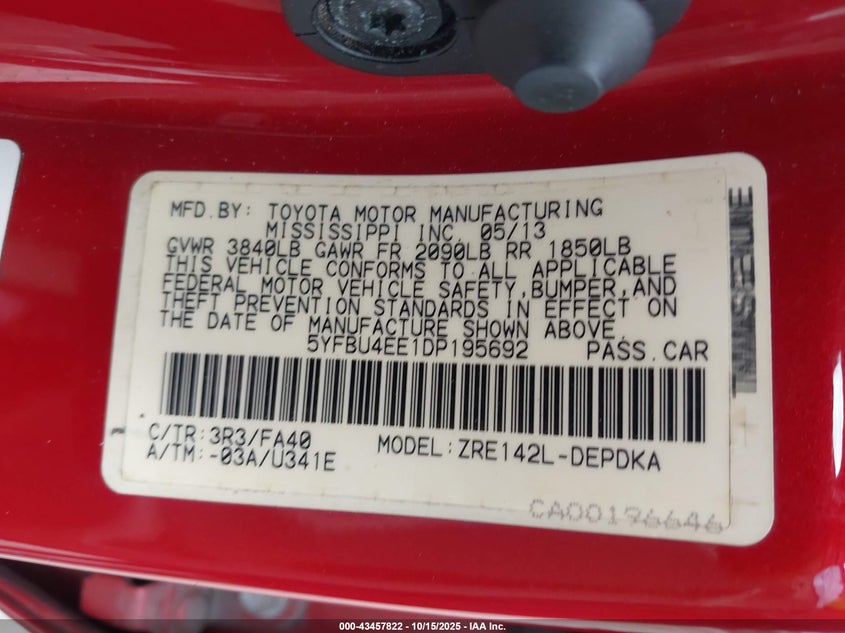 MFD.BY: TOYOTA MOTOR MANUFACTURING
MISSISSIPPI INC. 05/13
GVWR 3840LB GAWR FR 2090LB RR 1850LB
THIS VEHICLE CONFORMS TO ALL APPLICABLE
FEDERAL MOTOR VEHICLE SAFETY,BUMPER,AND
THEFT PREVENTION STANDARDS IN EFFECT ON
THE DATE OF MANUFACTURE SHOWN ABOVE.
5YFBU4EE1DP195692 PASS.CAR
C/TR:3R3/FA40
A/TM:-03A/U341E
MODEL:ZRE142L-DEPDKA
CA00196646
000-43457822 | 10/15/2025 – IAA Inc.